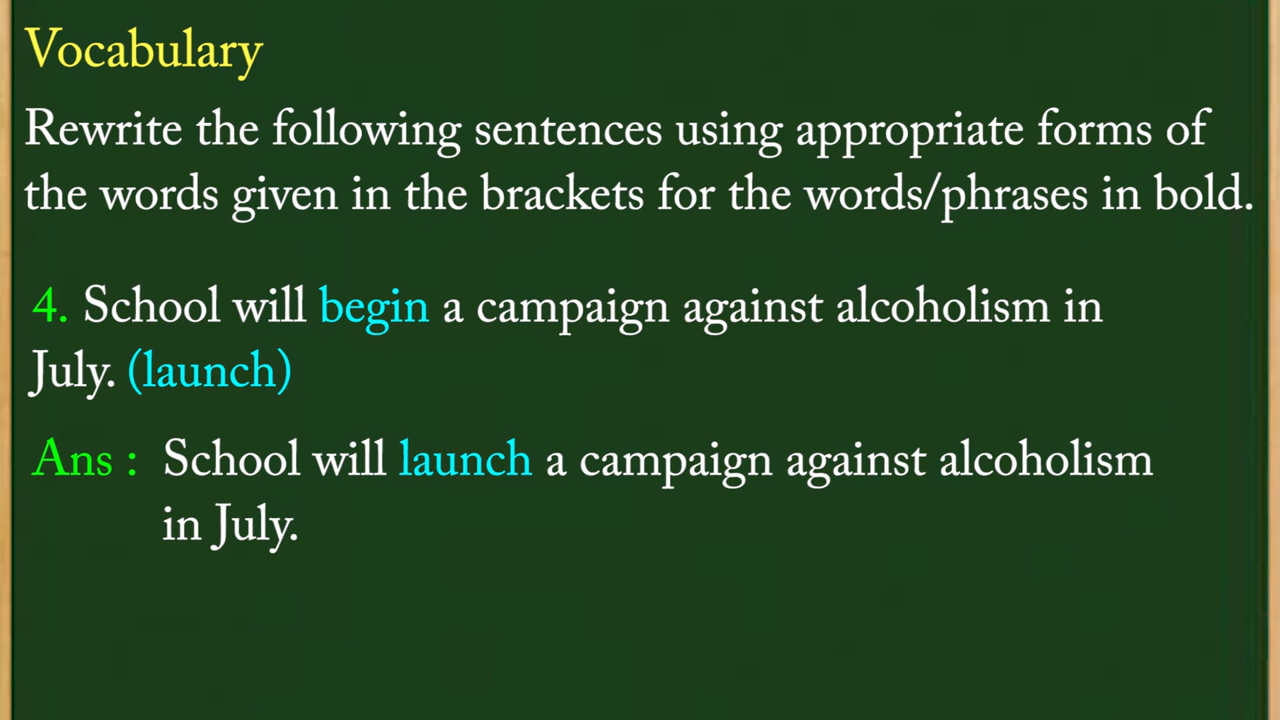 Vocabulary
Rewrite the following sentences using appropriate forms of
the words given in the brackets for the words/phrases in bold.
4. School will begin a campaign against alcoholism in
July. (launch)
Ans : School will launch a campaign against alcoholism
in July.